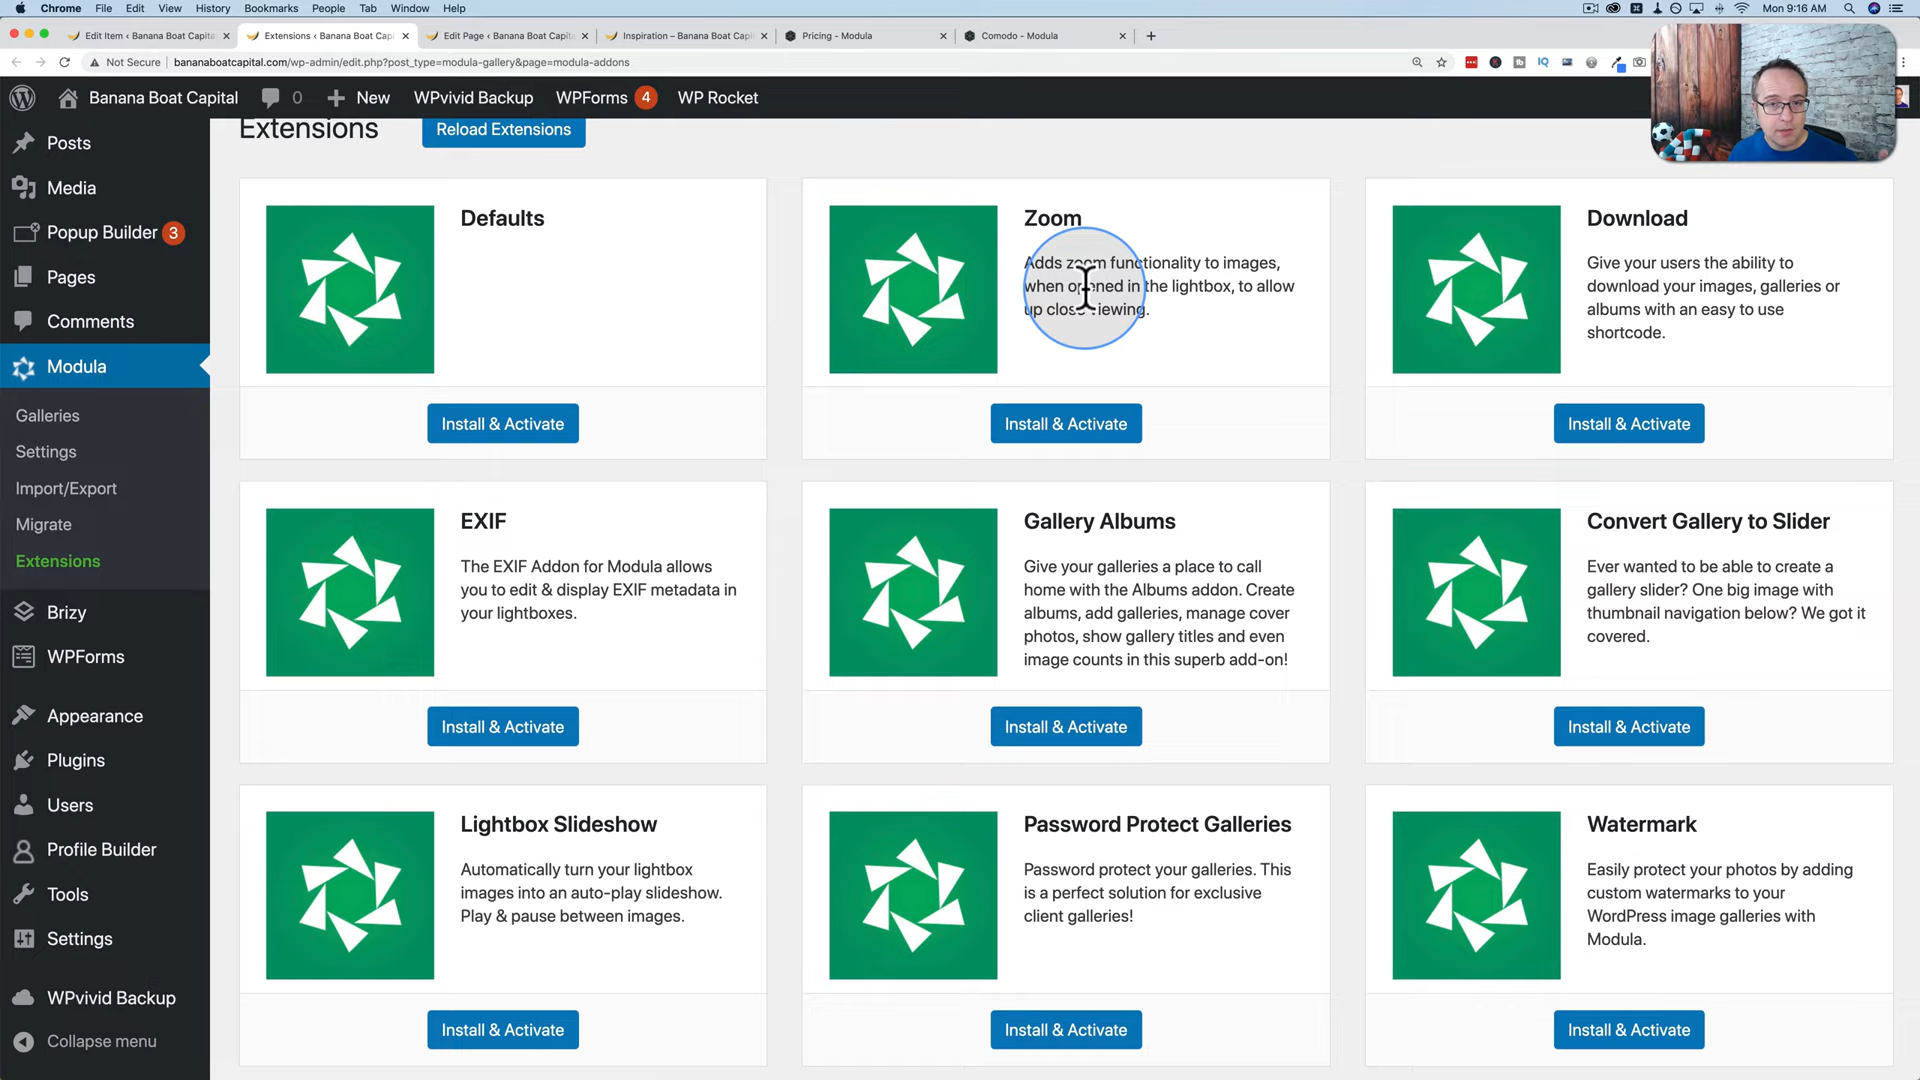 Chrome File Edit View History Bookmarks People Tab Window Help Mon 9:16 AM
Edit Item ‹ Banana Boat Capita
Extensions ‹ Banana Boat Capi
Edit Page ‹ Banana Boat Capita
Inspiration – Banana Boat Capi
Pricing - Modula
Comodo - Modula
Not Secure bananaboatcapital.com/wp-admin/edit.php?post_type=modula-gallery&page=modula-addons
Banana Boat Capital 0 New WPvivid Backup WPForms 4 WP Rocket
Posts
Media
Popup Builder 3
Pages
Comments
Modula
Galleries
Settings
Import/Export
Migrate
Extensions
Brizy
WPForms
Appearance
Plugins
Users
Profile Builder
Tools
Settings
WPvivid Backup
Collapse menu
Extensions
Reload Extensions
Defaults
Install & Activate
Zoom
Adds zoom functionality to images,
when opened in the lightbox, to allow
up close viewing.
Install & Activate
Download
Give your users the ability to
download your images, galleries or
albums with an easy to use
shortcode.
Install & Activate
EXIF
The EXIF Addon for Modula allows
you to edit & display EXIF metadata in
your lightboxes.
Install & Activate
Gallery Albums
Give your galleries a place to call
home with the Albums addon. Create
albums, add galleries, manage cover
photos, show gallery titles and even
image counts in this superb add-on!
Install & Activate
Convert Gallery to Slider
Ever wanted to be able to create a
gallery slider? One big image with
thumbnail navigation below? We got it
covered.
Install & Activate
Lightbox Slideshow
Automatically turn your lightbox
images into an auto-play slideshow.
Play & pause between images.
Install & Activate
Password Protect Galleries
Password protect your galleries. This
is a perfect solution for exclusive
client galleries!
Install & Activate
Watermark
Easily protect your photos by adding
custom watermarks to your
WordPress image galleries with
Modula.
Install & Activate